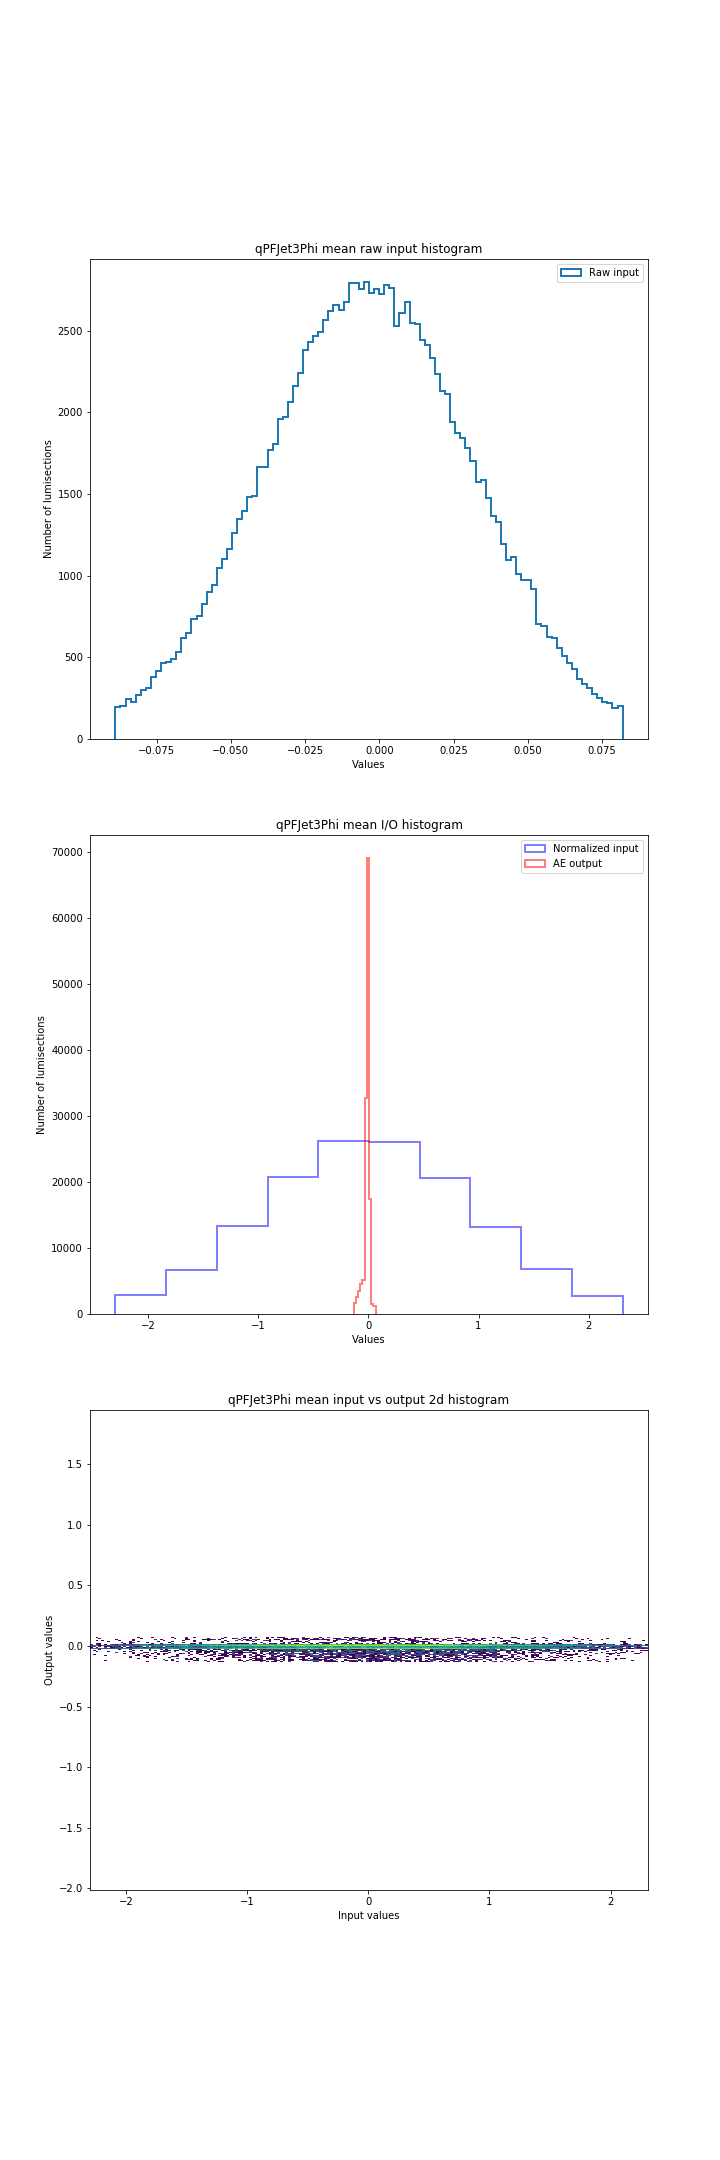 qPFJet3Phi mean raw input histogram
Raw input
2500
2000
1500
1000
500
0
Number of lumisections
−0.075 −0.050 −0.025 0.000 0.025 0.050 0.075
Values
qPFJet3Phi mean I/O histogram
Normalized input
AE output
70000
60000
50000
40000
30000
20000
10000
0
Number of lumisections
−2 −1 0 1 2
Values
qPFJet3Phi mean input vs output 2d histogram
1.5
1.0
0.5
0.0
−0.5
−1.0
−1.5
−2.0
Output values
−2 −1 0 1 2
Input values